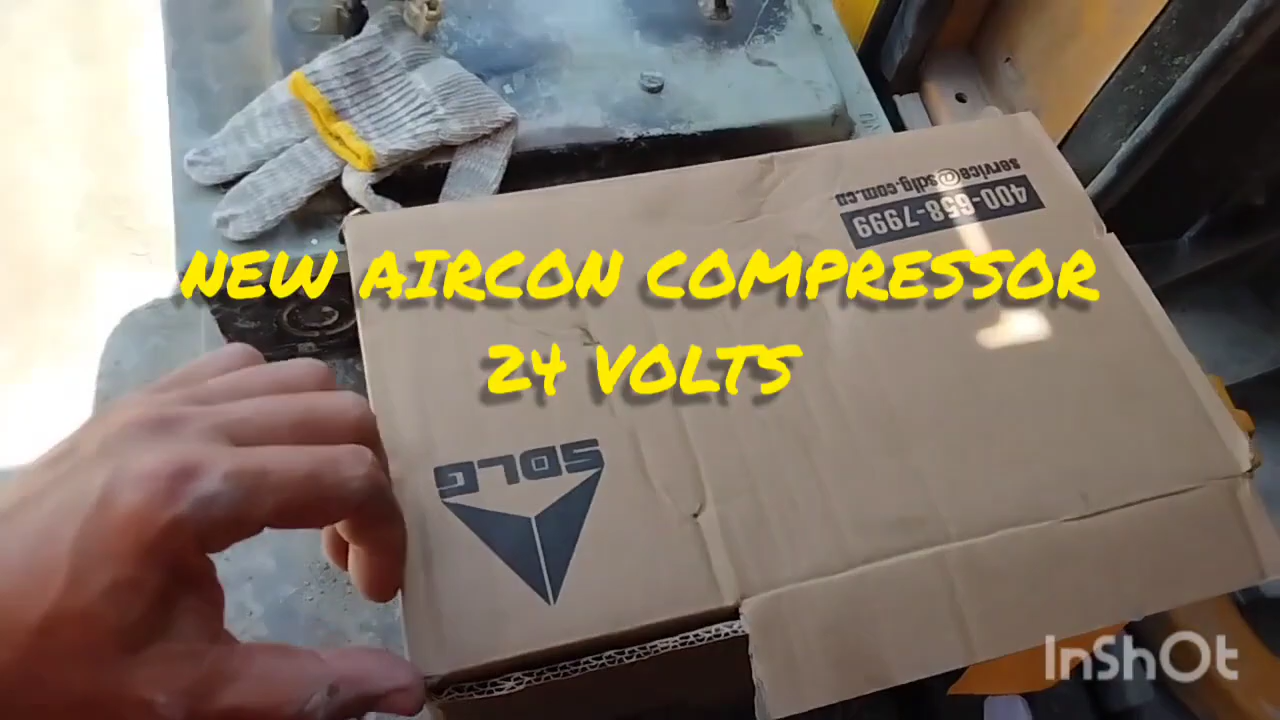 service@sdlg.com.cn
400-658-7999
NEW AIRCON COMPRESSOR
24 VOLTS
SDLG
InShOt